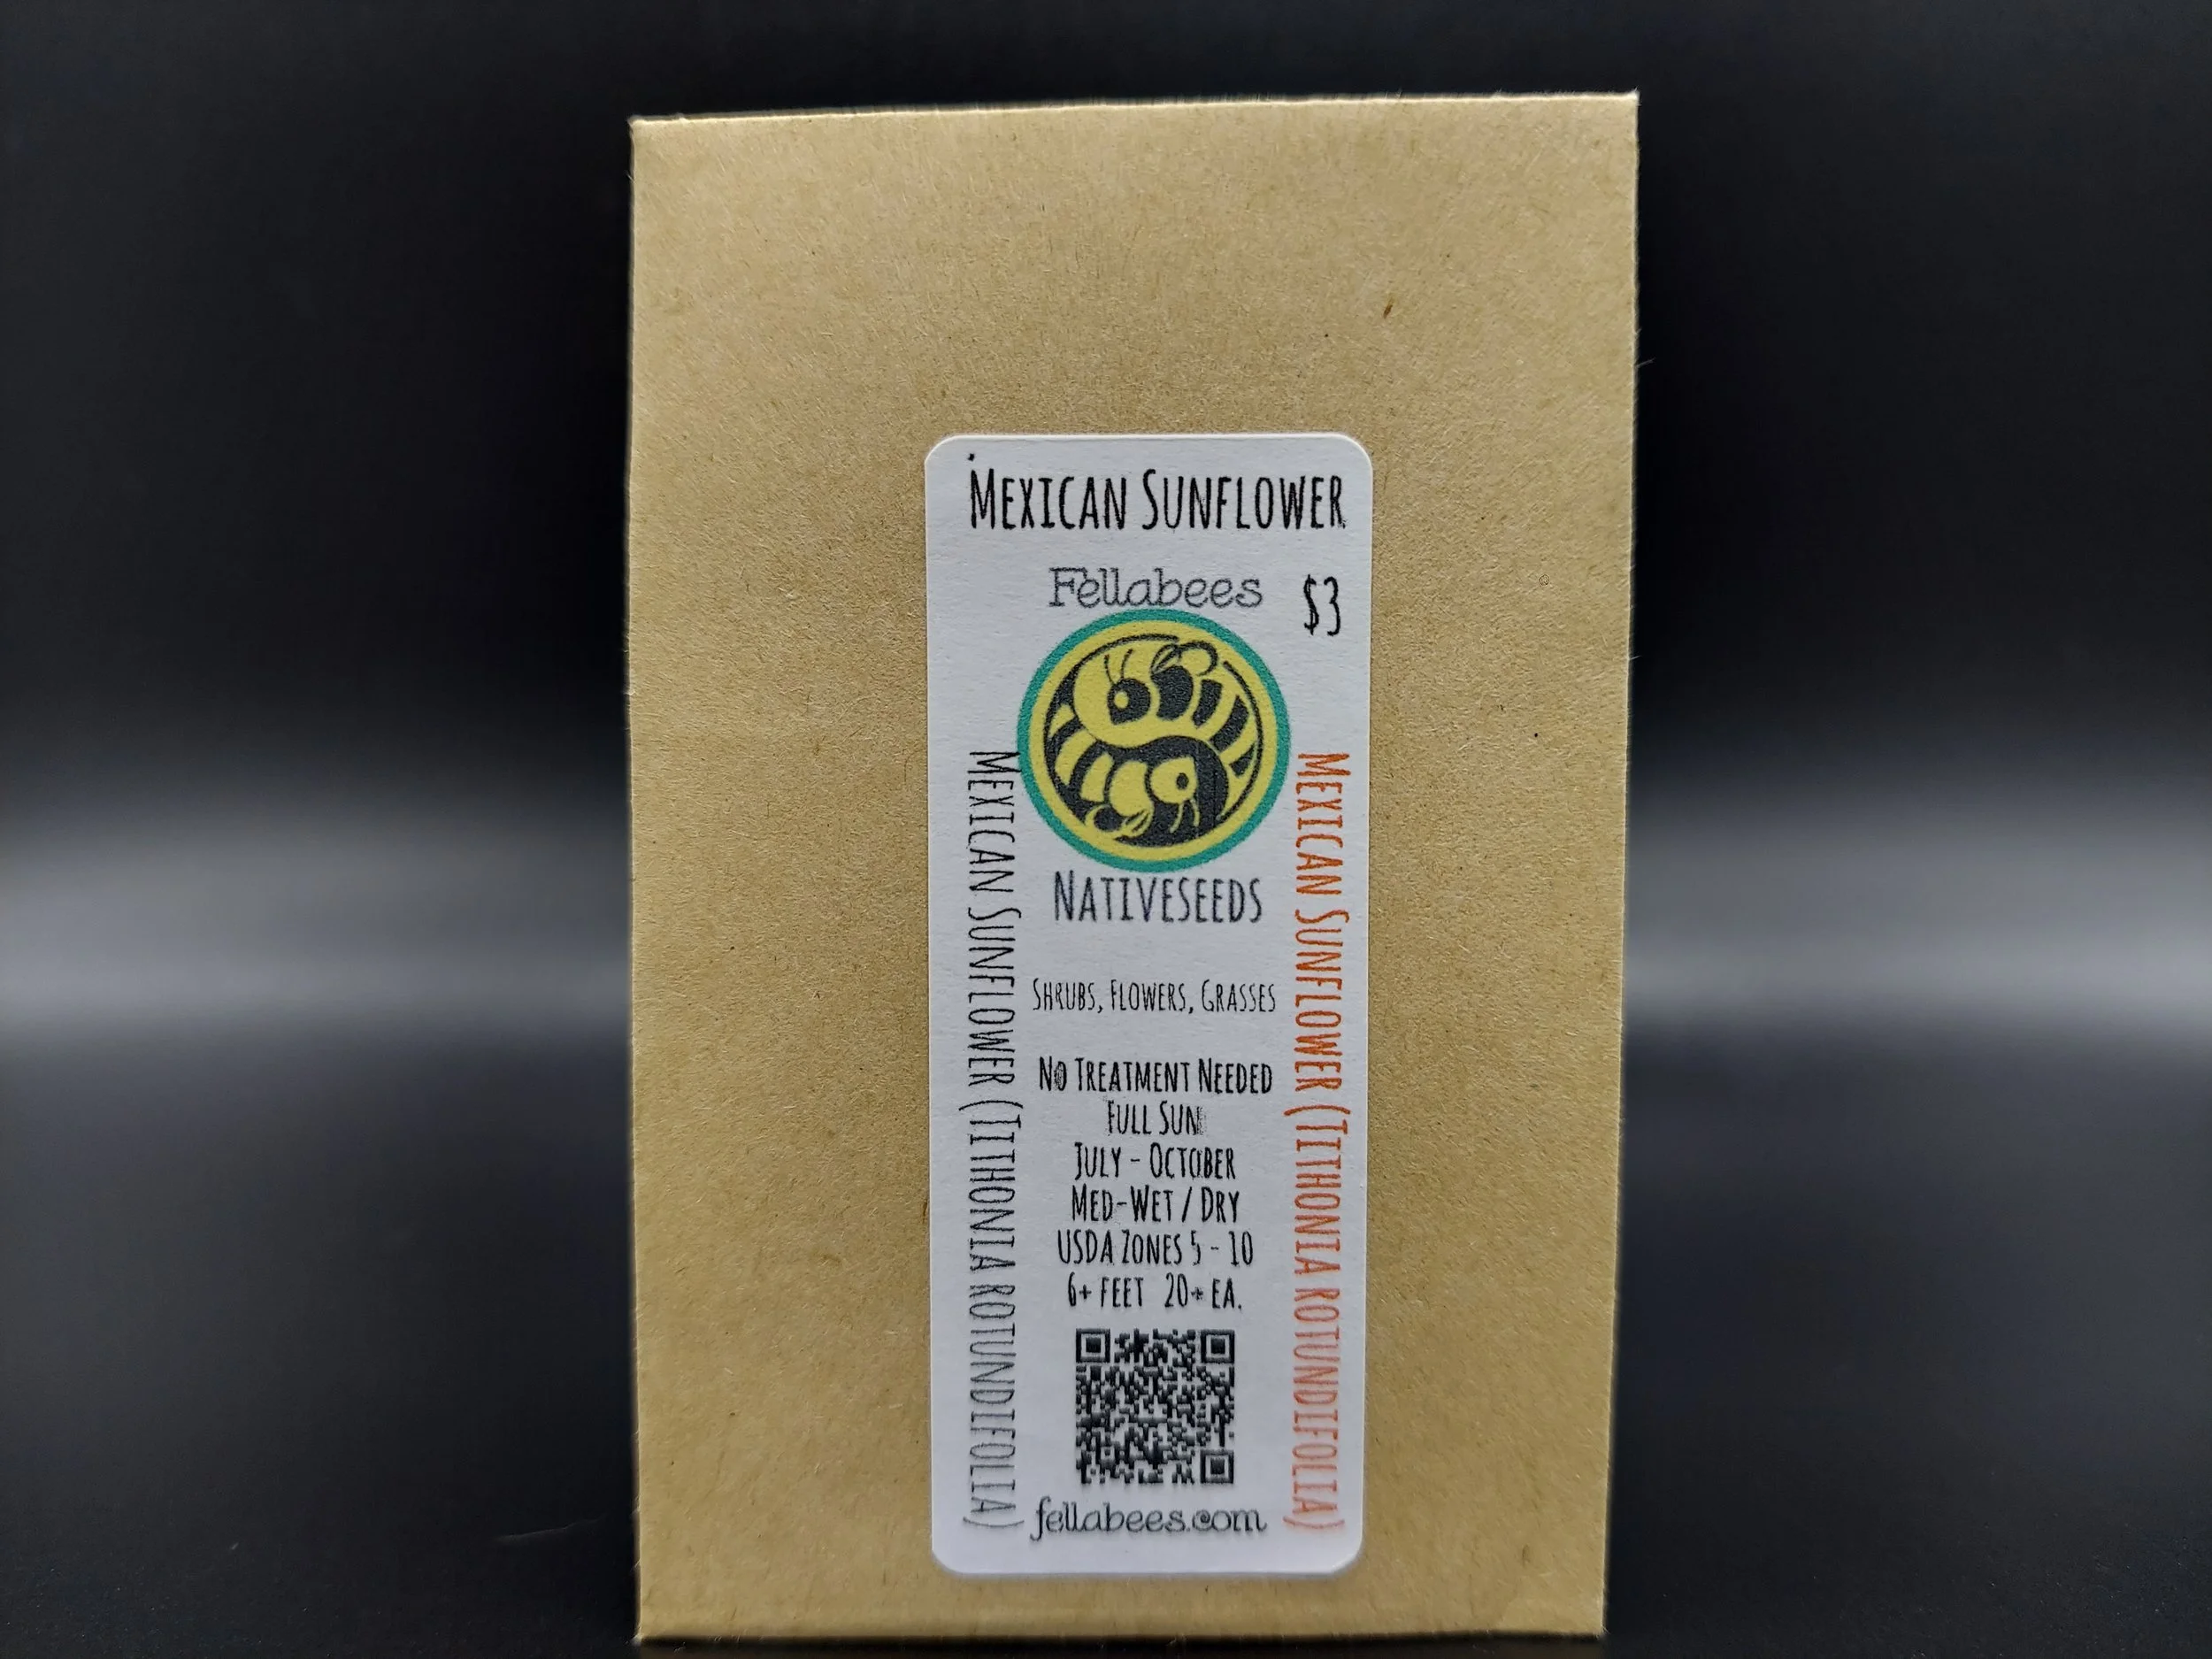 Mexican Sunflower
Fellabees
$3
Nativeseeds
Mexican Sunflower (Tithonia rotundifolia)
Mexican Sunflower (Tithonia rotundifolia)
Shrubs, Flowers, Grasses
No Treatment Needed
Full Sun
July - October
Med-Wet / Dry
USDA Zones 5 - 10
6+ feet 20+ ea.
fellabees.com